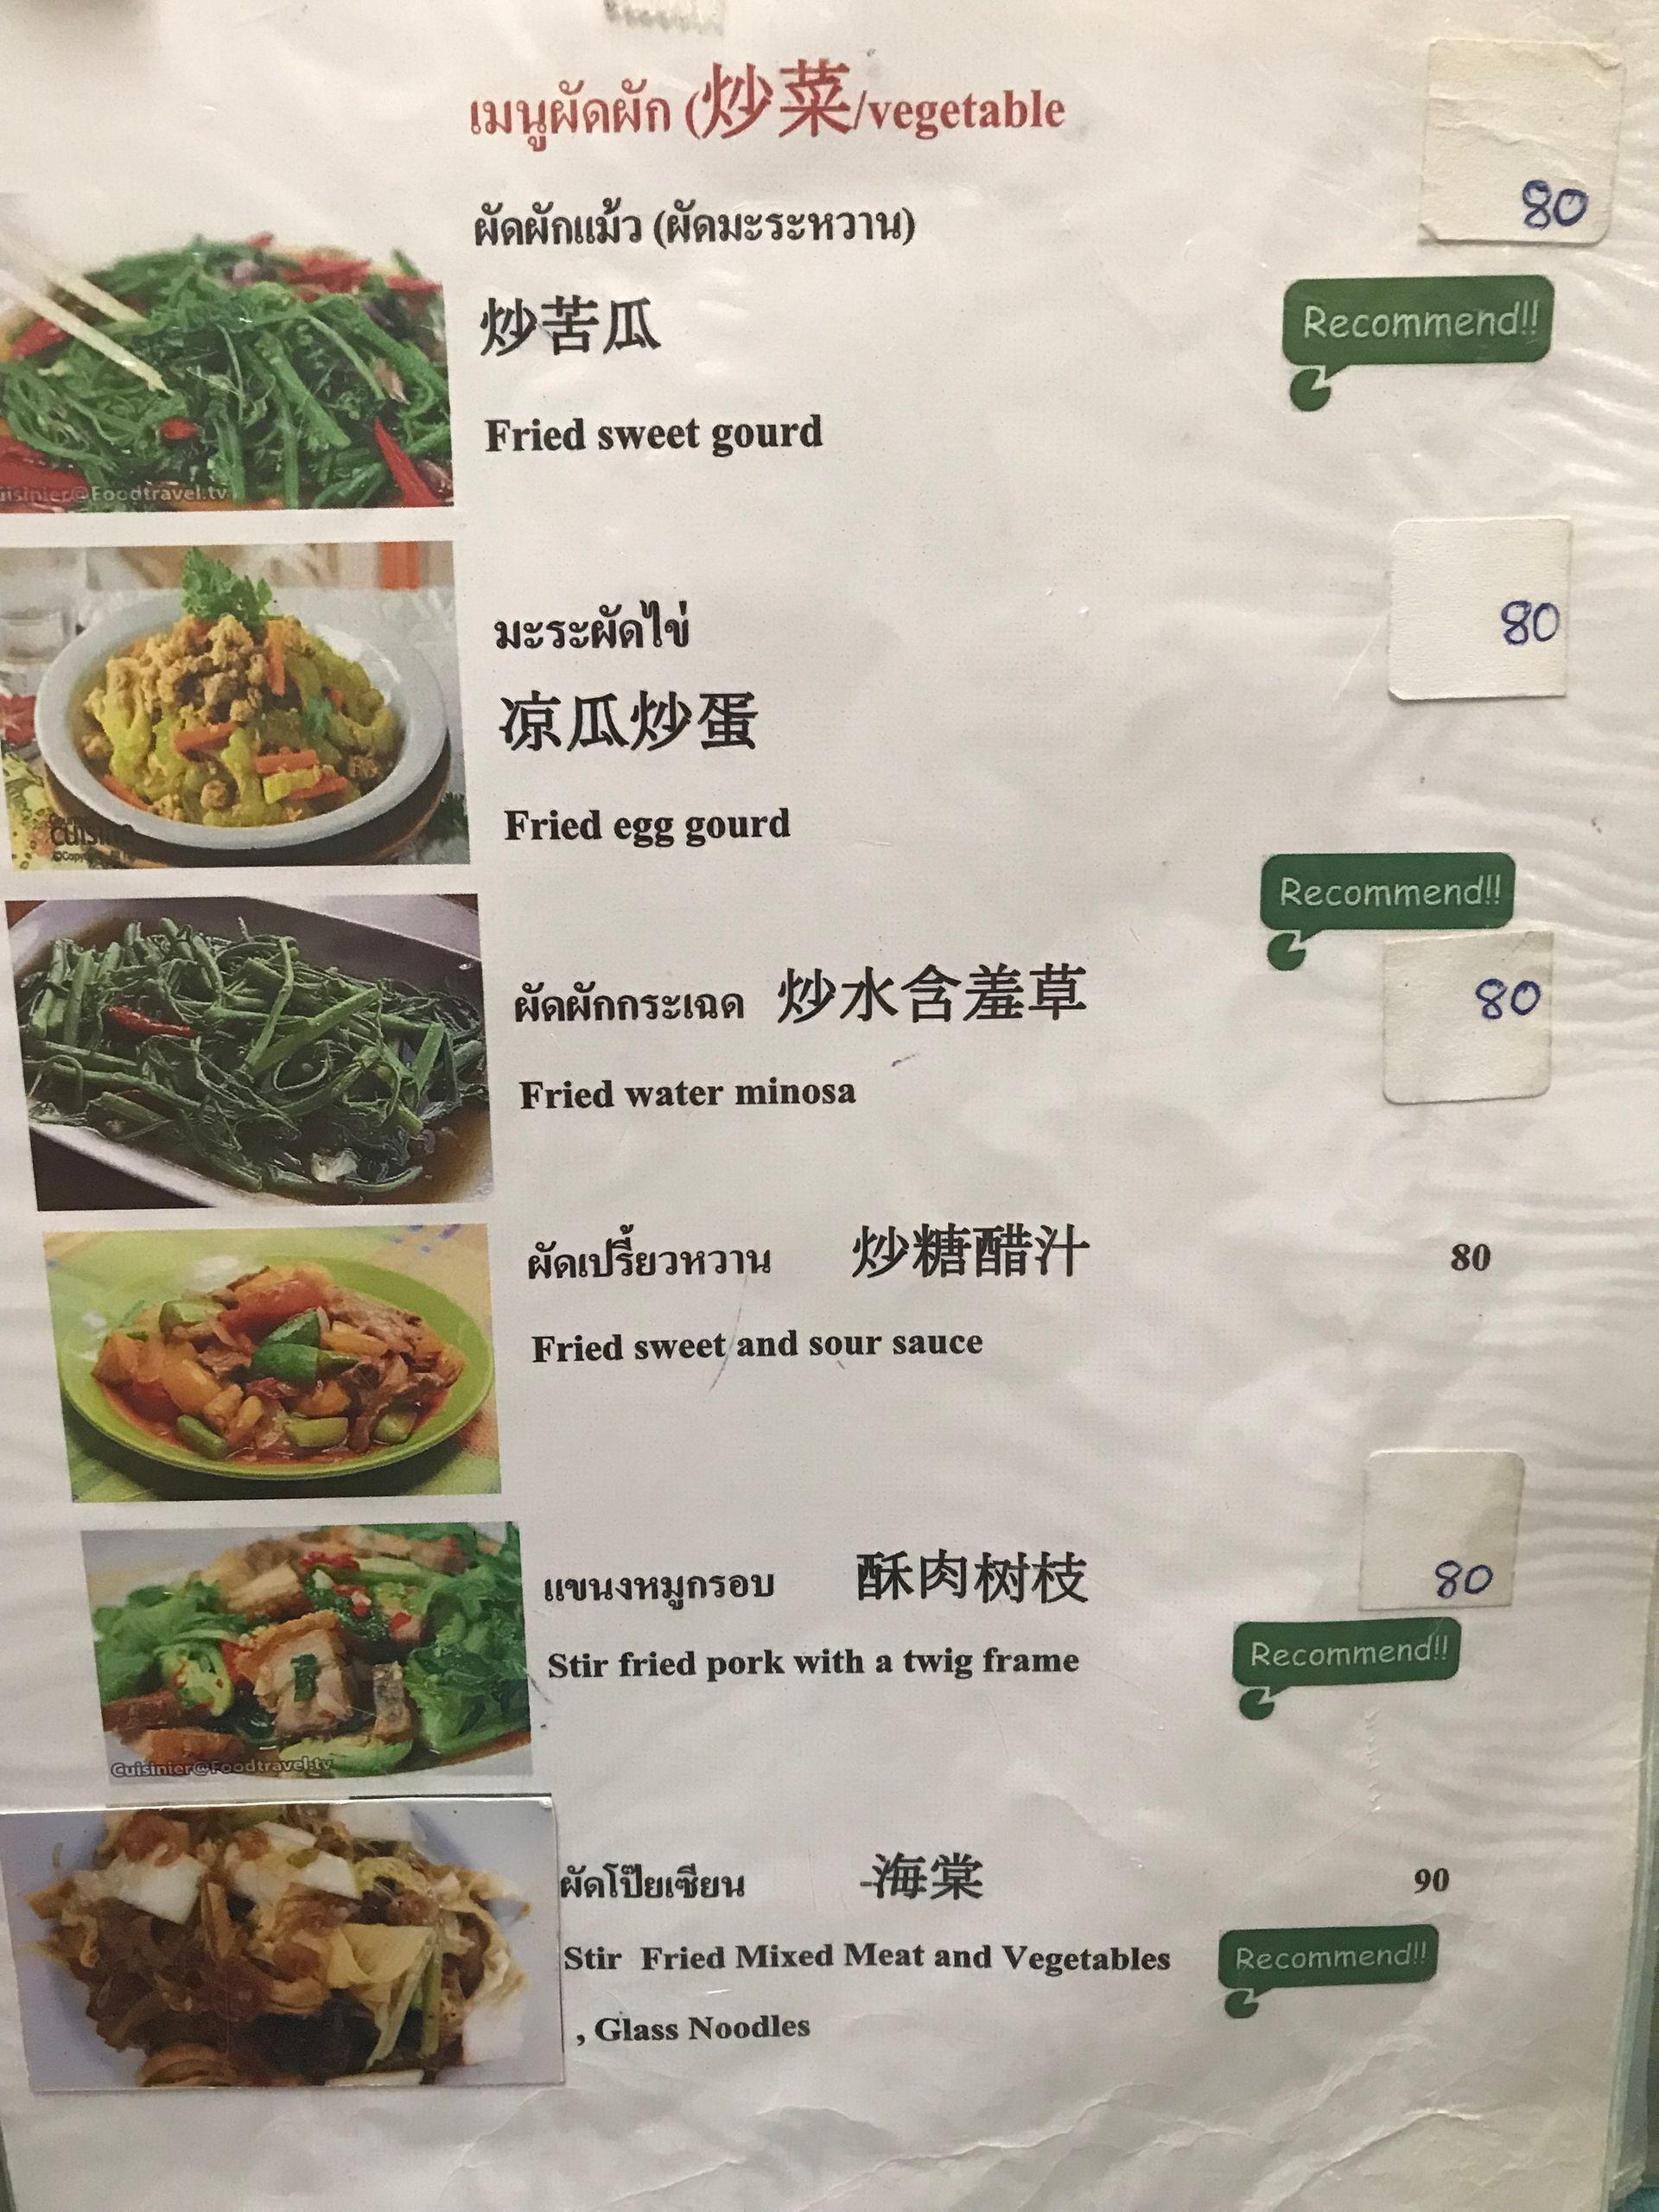 เมนูผัดผัก (炒菜/vegetable
80
ผัดผักแม้ว (ผัดมะระหวาน)
炒苦瓜
Recommend!!
Fried sweet gourd
uisinier@Foodtravel.tv
มะระผัดไข่
80
凉瓜炒蛋
Fried egg gourd
Recommend!!
ผัดผักกระเฉด 炒水含羞草
80
Fried water minosa
ผัดเปรี้ยวหวาน 炒糖醋汁 80
Fried sweet and sour sauce
แขนงหมูกรอบ 酥肉树枝 80
Stir fried pork with a twig frame
Recommend!!
Cuisinier@Foodtravel.tv
ผัดโป๊ยเซียน -海棠 90
Stir Fried Mixed Meat and Vegetables
Recommend!!
, Glass Noodles